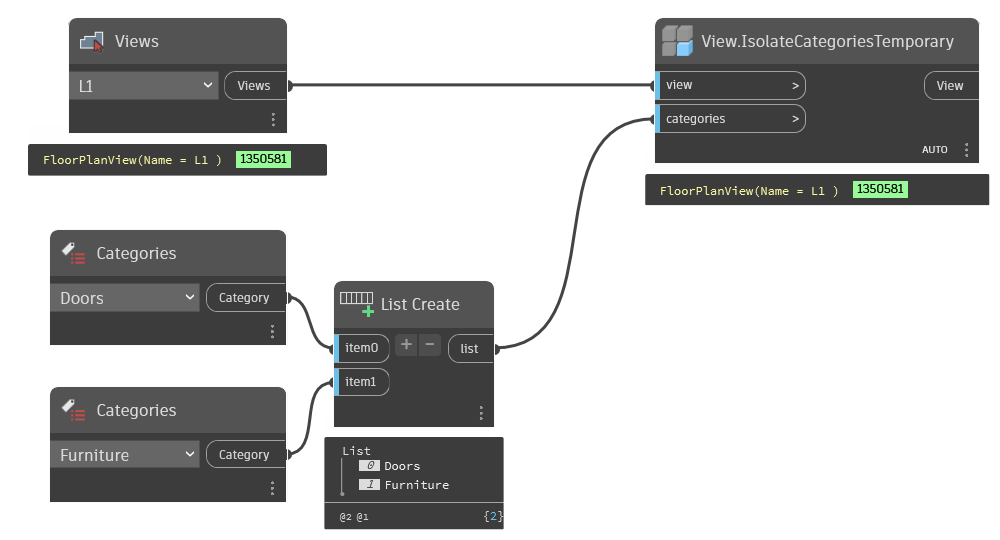 Views
L1
Views
FloorPlanView(Name = L1 ) 1350581
View.IsolateCategoriesTemporary
view >
View
categories >
AUTO
FloorPlanView(Name = L1 ) 1350581
Categories
Doors
Category
Categories
Furniture
Category
List Create
item0
+ -
list
item1
List
0 Doors
1 Furniture
@2 @1 {2}